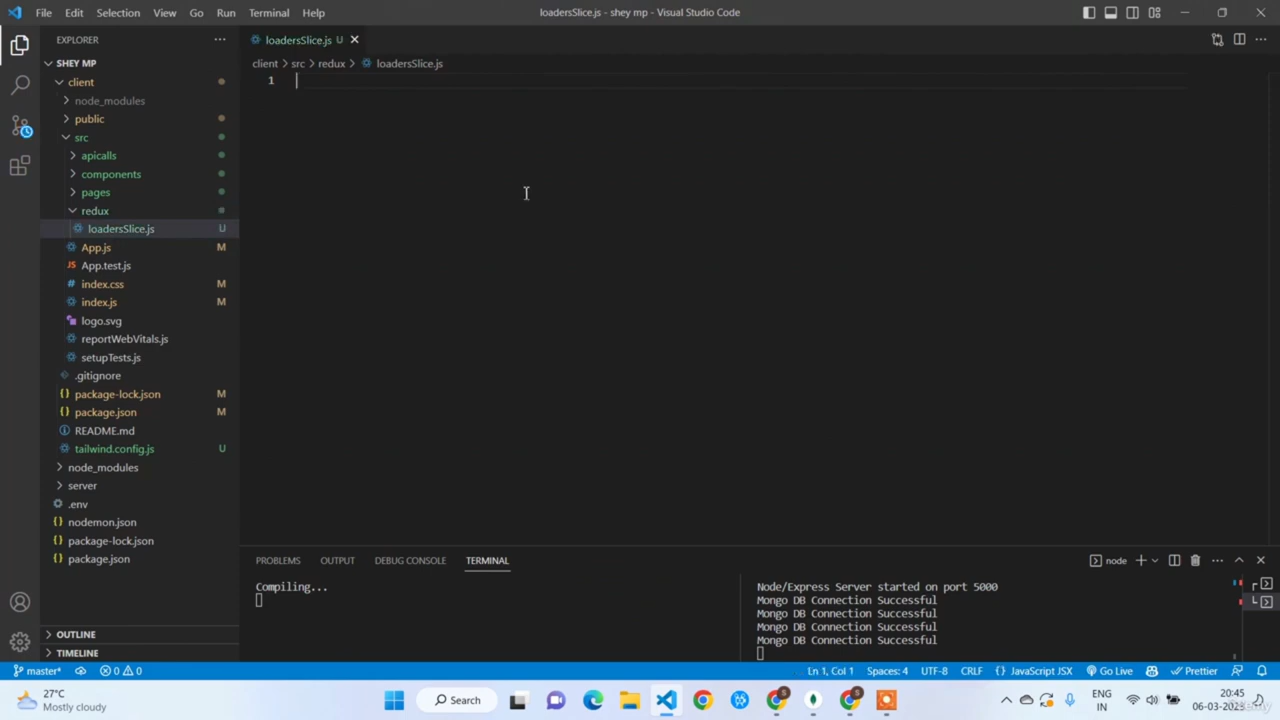 File Edit Selection View Go Run Terminal Help
loadersSlice.js - shey mp - Visual Studio Code
EXPLORER
SHEY MP
client
node_modules
public
src
apicalls
components
pages
redux
loadersSlice.js U
App.js M
App.test.js
index.css M
index.js M
logo.svg
reportWebVitals.js
setupTests.js
.gitignore
package-lock.json M
package.json M
README.md
tailwind.config.js U
node_modules
server
.env
nodemon.json
package-lock.json
package.json
OUTLINE
TIMELINE
loadersSlice.js U
client > src > redux > loadersSlice.js
1
PROBLEMS OUTPUT DEBUG CONSOLE TERMINAL
node
Compiling...
Node/Express Server started on port 5000
Mongo DB Connection Successful
Mongo DB Connection Successful
Mongo DB Connection Successful
Mongo DB Connection Successful
master* 0 0
Ln 1, Col 1 Spaces: 4 UTF-8 CRLF JavaScript JSX Go Live Prettier
27°C
Mostly cloudy
Search
ENG
IN
20:45
06-03-2023